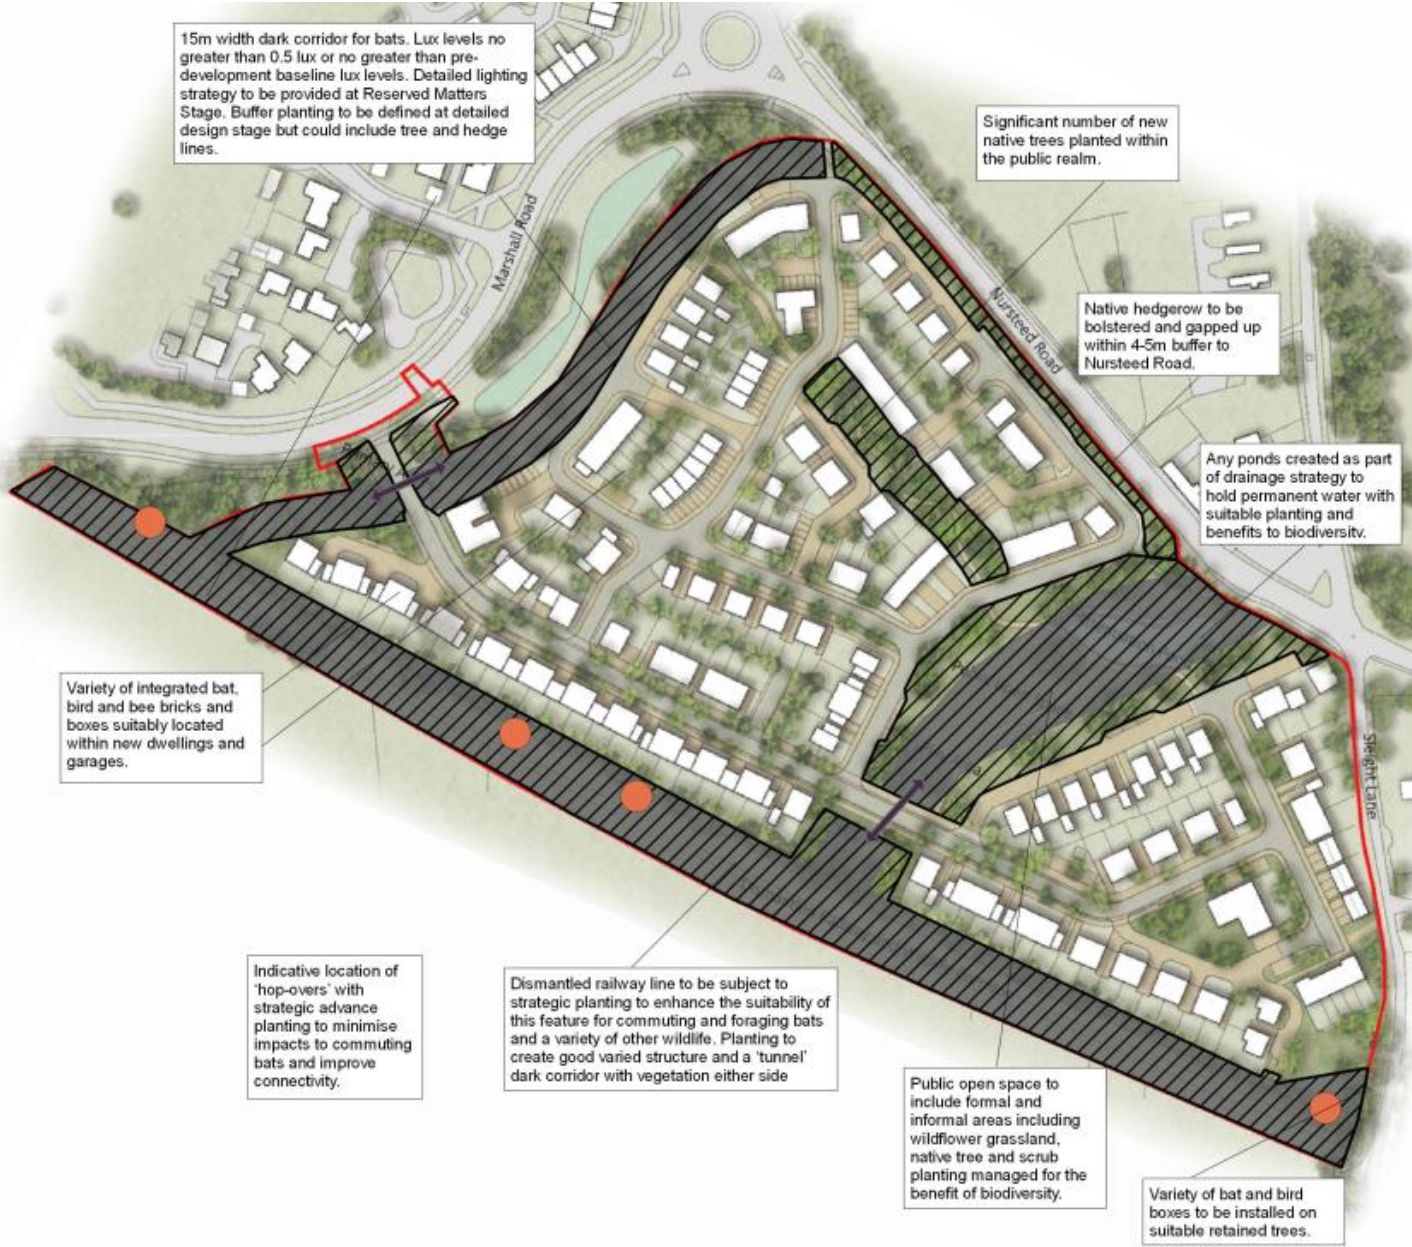 15m width dark corridor for bats. Lux levels no
greater than 0.5 lux or no greater than pre-
development baseline lux levels. Detailed lighting
strategy to be provided at Reserved Matters
Stage. Buffer planting to be defined at detailed
design stage but could include tree and hedge
lines.
Significant number of new
native trees planted within
the public realm.
Marshall Road
Nursteed Road
Native hedgerow to be
bolstered and gapped up
within 4-5m buffer to
Nursteed Road.
Any ponds created as part
of drainage strategy to
hold permanent water with
suitable planting and
benefits to biodiversity.
Variety of integrated bat,
bird and bee bricks and
boxes suitably located
within new dwellings and
garages.
Sleight Lane
Indicative location of
'hop-overs' with
strategic advance
planting to minimise
impacts to commuting
bats and improve
connectivity.
Dismantled railway line to be subject to
strategic planting to enhance the suitability of
this feature for commuting and foraging bats
and a variety of other wildlife. Planting to
create good varied structure and a 'tunnel'
dark corridor with vegetation either side
Public open space to
include formal and
informal areas including
wildflower grassland,
native tree and scrub
planting managed for the
benefit of biodiversity.
Variety of bat and bird
boxes to be installed on
suitable retained trees.